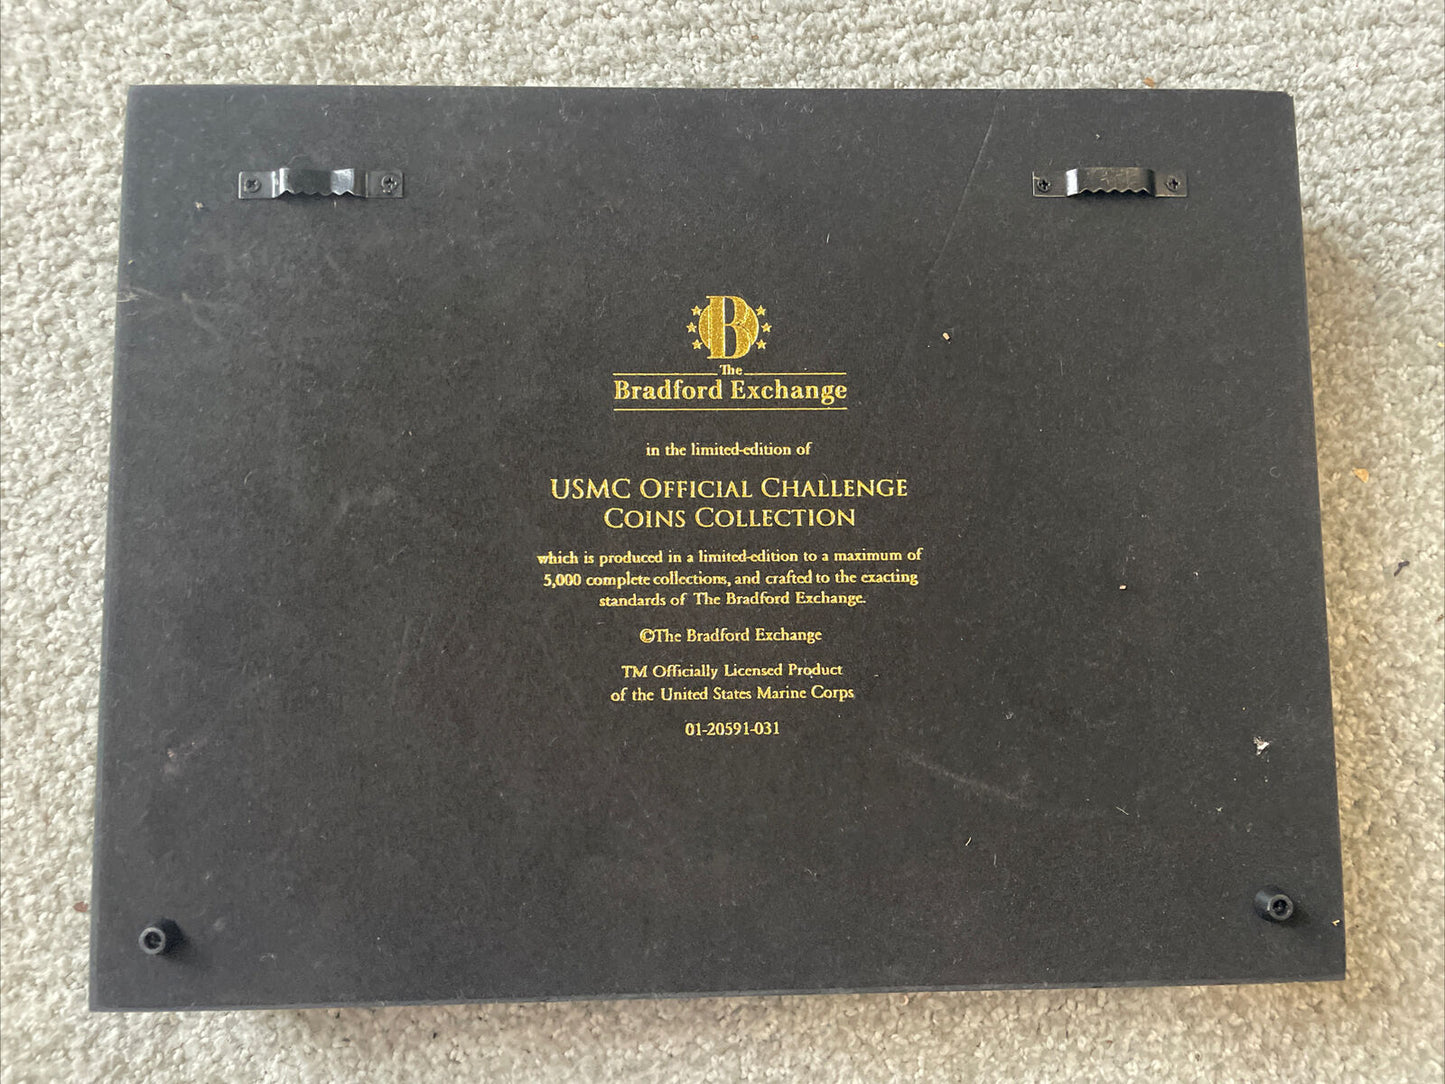 B
The
Bradford Exchange
in the limited-edition of
USMC OFFICIAL CHALLENGE
COINS COLLECTION
which is produced in a limited-edition to a maximum of
5,000 complete collections, and crafted to the exacting
standards of The Bradford Exchange.
©The Bradford Exchange
TM Officially Licensed Product
of the United States Marine Corps
01-20591-031